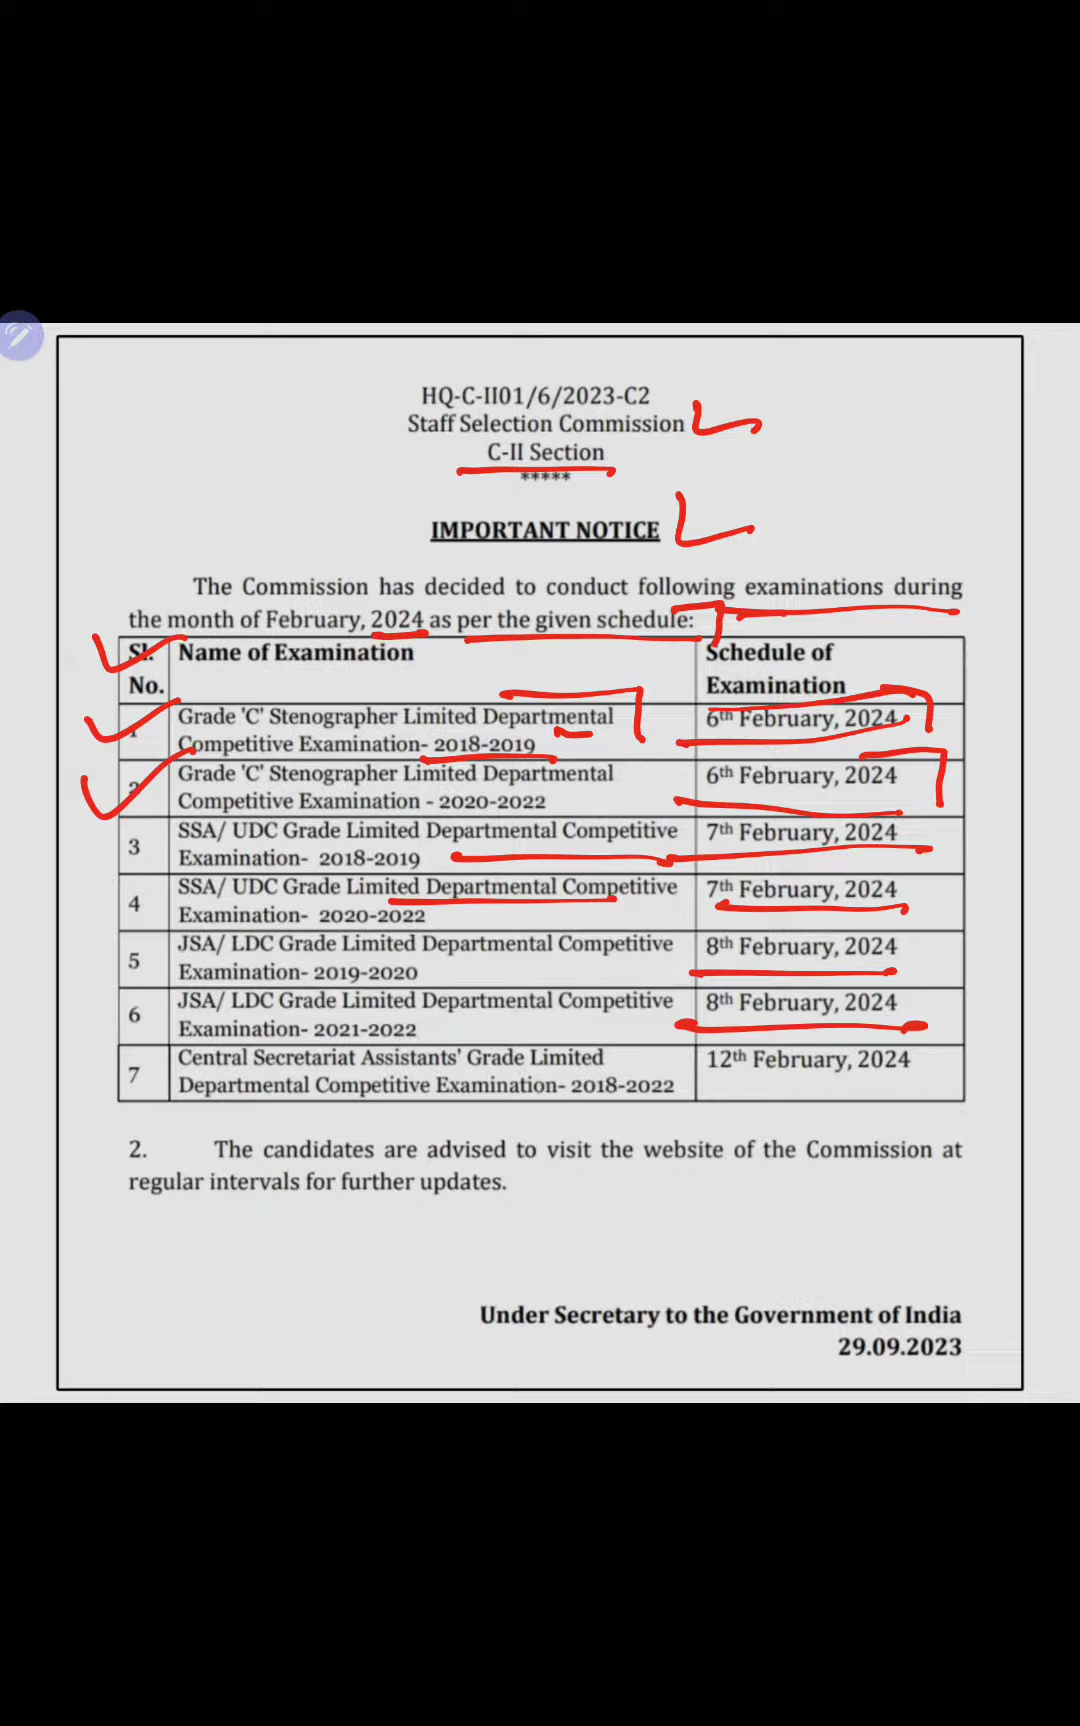 HQ-C-II01/6/2023-C2
Staff Selection Commission
C-II Section
*****
IMPORTANT NOTICE
The Commission has decided to conduct following examinations during
the month of February, 2024 as per the given schedule:
Sl. No. Name of Examination Schedule of Examination
1 Grade 'C' Stenographer Limited Departmental 6th February, 2024
Competitive Examination- 2018-2019
2 Grade 'C' Stenographer Limited Departmental 6th February, 2024
Competitive Examination - 2020-2022
3 SSA/ UDC Grade Limited Departmental Competitive 7th February, 2024
Examination- 2018-2019
4 SSA/ UDC Grade Limited Departmental Competitive 7th February, 2024
Examination- 2020-2022
5 JSA/ LDC Grade Limited Departmental Competitive 8th February, 2024
Examination- 2019-2020
6 JSA/ LDC Grade Limited Departmental Competitive 8th February, 2024
Examination- 2021-2022
7 Central Secretariat Assistants' Grade Limited 12th February, 2024
Departmental Competitive Examination- 2018-2022
2. The candidates are advised to visit the website of the Commission at
regular intervals for further updates.
Under Secretary to the Government of India
29.09.2023